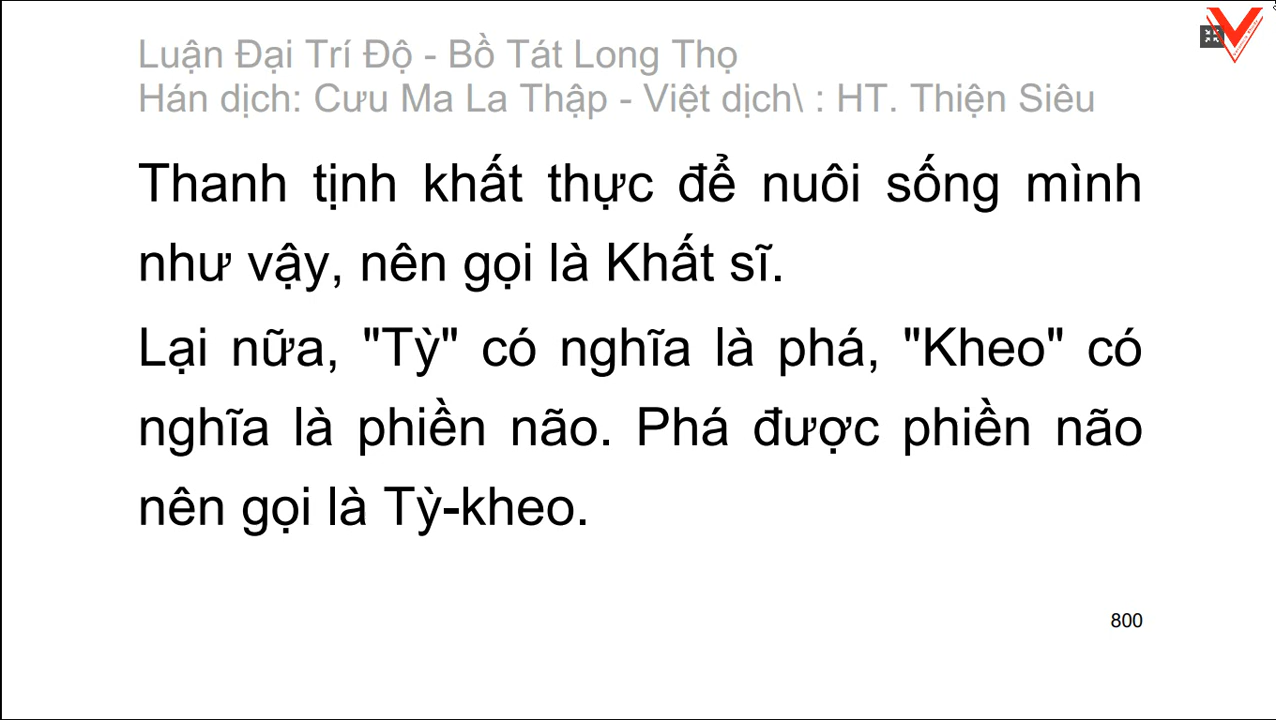 Luận Đại Trí Độ - Bồ Tát Long Thọ
Hán dịch: Cưu Ma La Thập - Việt dịch\ : HT. Thiện Siêu
Thanh tịnh khất thực để nuôi sống mình
như vậy, nên gọi là Khất sĩ.
Lại nữa, "Tỳ" có nghĩa là phá, "Kheo" có
nghĩa là phiền não. Phá được phiền não
nên gọi là Tỳ-kheo.
800